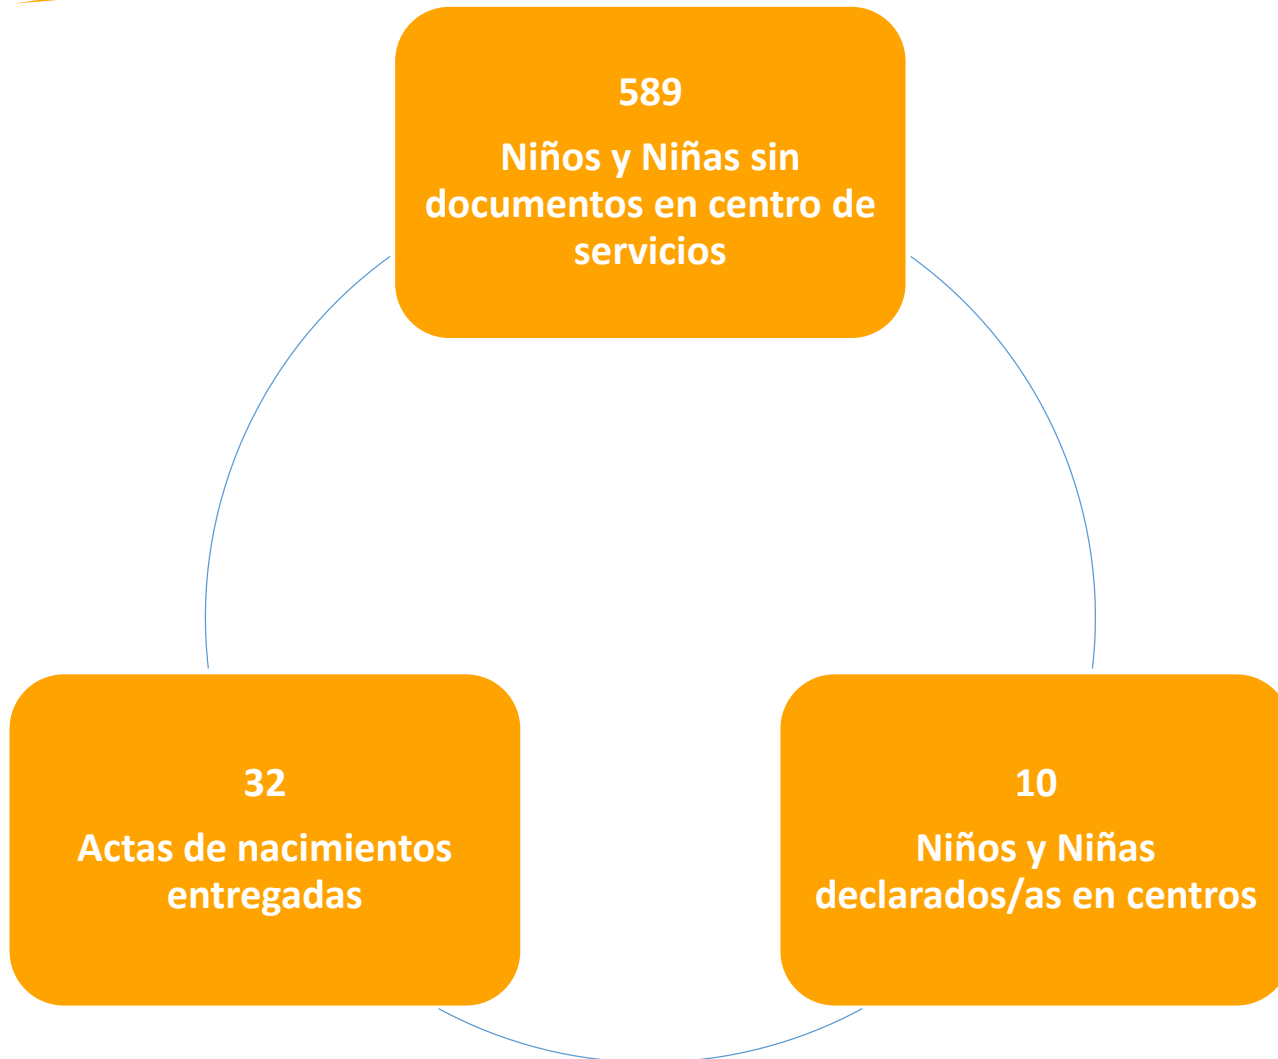 589
Niños y Niñas sin
documentos en centro de
servicios
32
Actas de nacimientos
entregadas
10
Niños y Niñas
declarados/as en centros